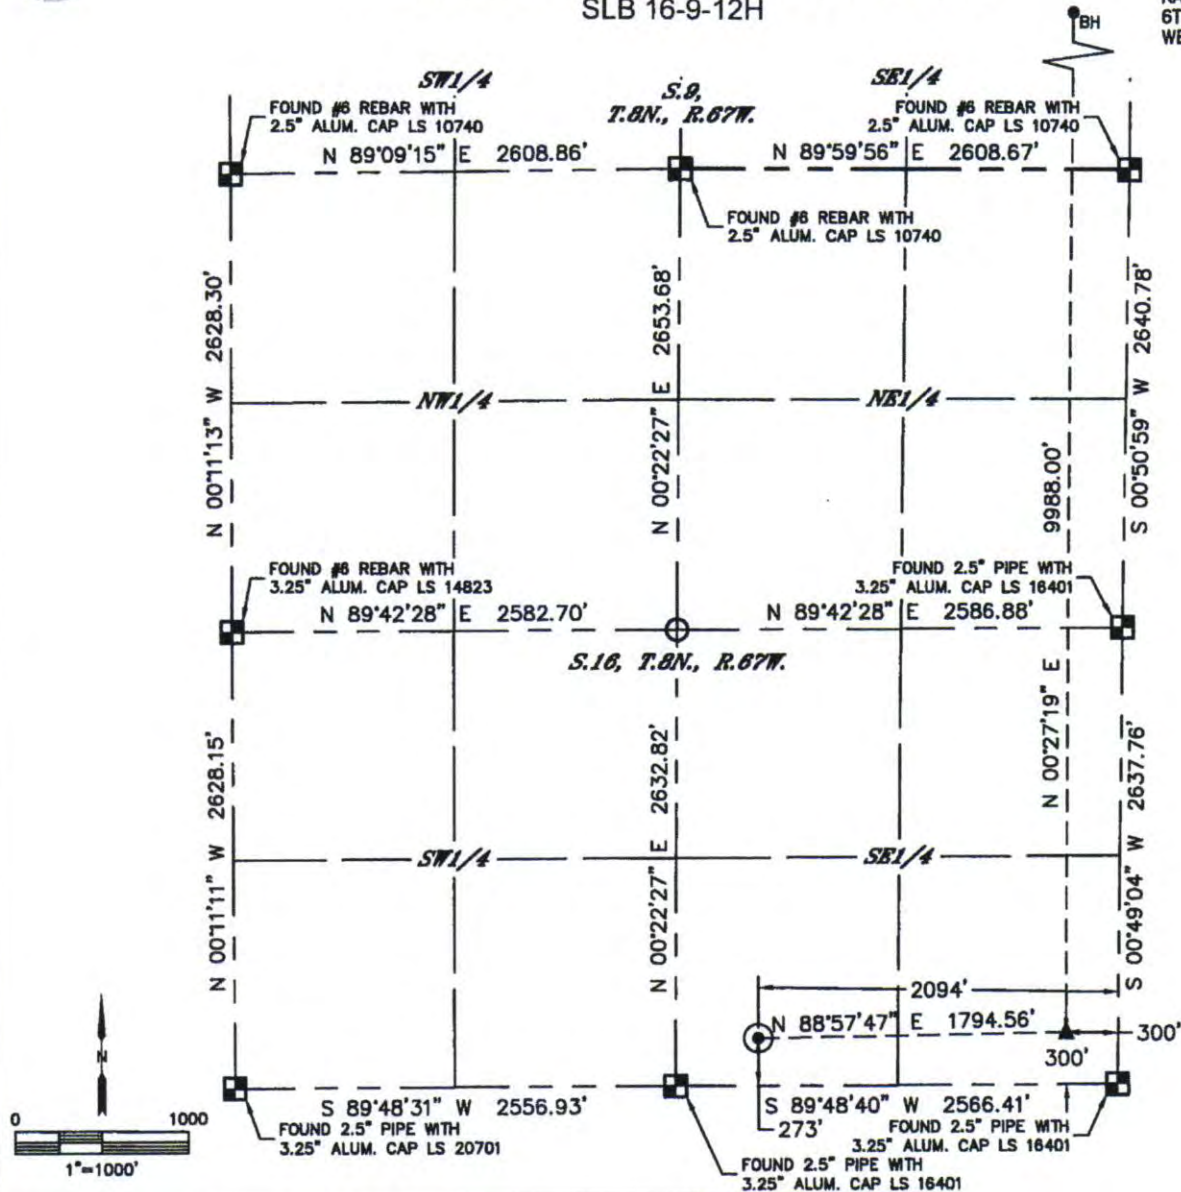 SLB 16-9-12H
BH
6T
SW1/4
SE1/4
S.9,
T.8N., R.67W.
FOUND #6 REBAR WITH
2.5" ALUM. CAP LS 10740
FOUND #6 REBAR WITH
2.5" ALUM. CAP LS 10740
N 89°09'15" E 2608.86'
N 89°59'56" E 2608.67'
FOUND #6 REBAR WITH
2.5" ALUM. CAP LS 10740
N 00°11'13" W 2628.30'
N 00°22'27" E 2653.68'
S 00°50'59" W 2640.78'
NW1/4
NE1/4
9988.00'
N 00°27'19" E
FOUND #6 REBAR WITH
3.25" ALUM. CAP LS 14823
FOUND 2.5" PIPE WITH
3.25" ALUM. CAP LS 16401
N 89°42'28" E 2582.70'
N 89°42'28" E 2586.88'
S.16, T.8N., R.67W.
N 00°11'11" W 2628.15'
N 00°22'27" E 2632.82'
S 00°49'04" W 2637.76'
SW1/4
SE1/4
2094'
N 88°57'47" E 1794.56'
300'
300'
N
S 89°48'31" W 2556.93'
S 89°48'40" W 2566.41'
273'
0 1000
1"=1000'
FOUND 2.5" PIPE WITH
3.25" ALUM. CAP LS 20701
FOUND 2.5" PIPE WITH
3.25" ALUM. CAP LS 16401
FOUND 2.5" PIPE WITH
3.25" ALUM. CAP LS 16401